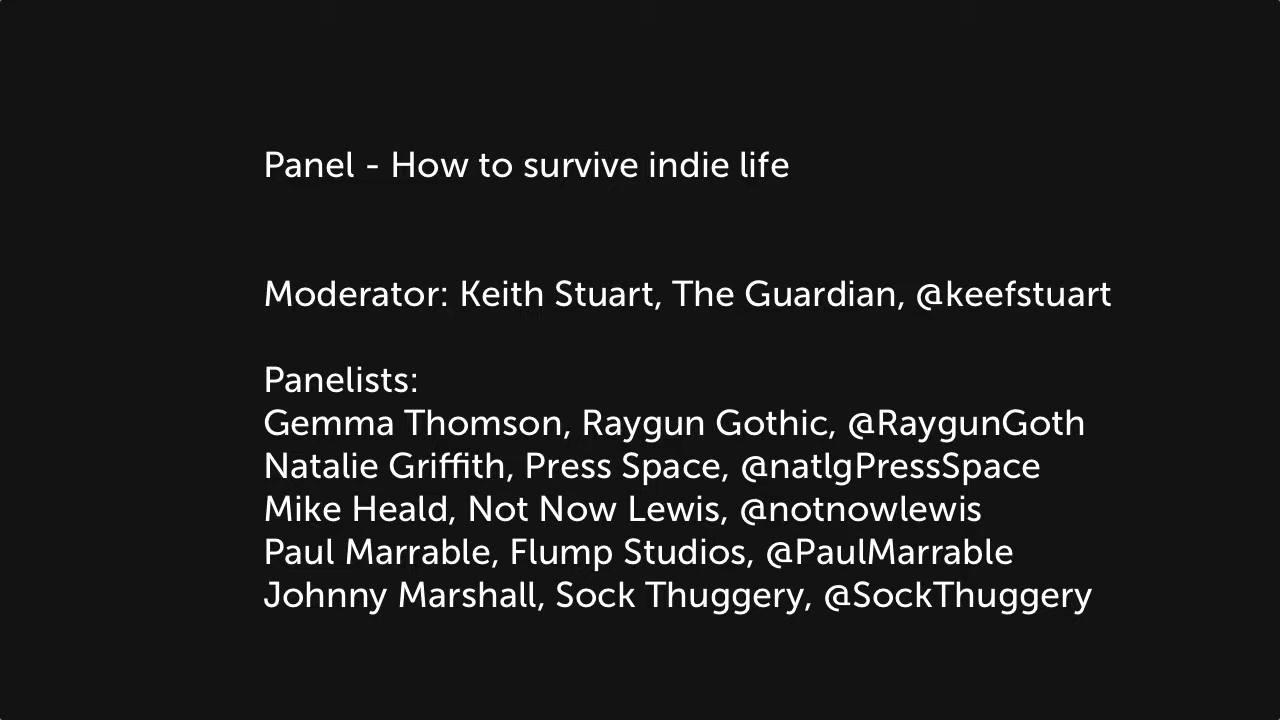 Panel - How to survive indie life
Moderator: Keith Stuart, The Guardian, @keefstuart
Panelists:
Gemma Thomson, Raygun Gothic, @RaygunGoth
Natalie Griffith, Press Space, @natlgPressSpace
Mike Heald, Not Now Lewis, @notnowlewis
Paul Marrable, Flump Studios, @PaulMarrable
Johnny Marshall, Sock Thuggery, @SockThuggery